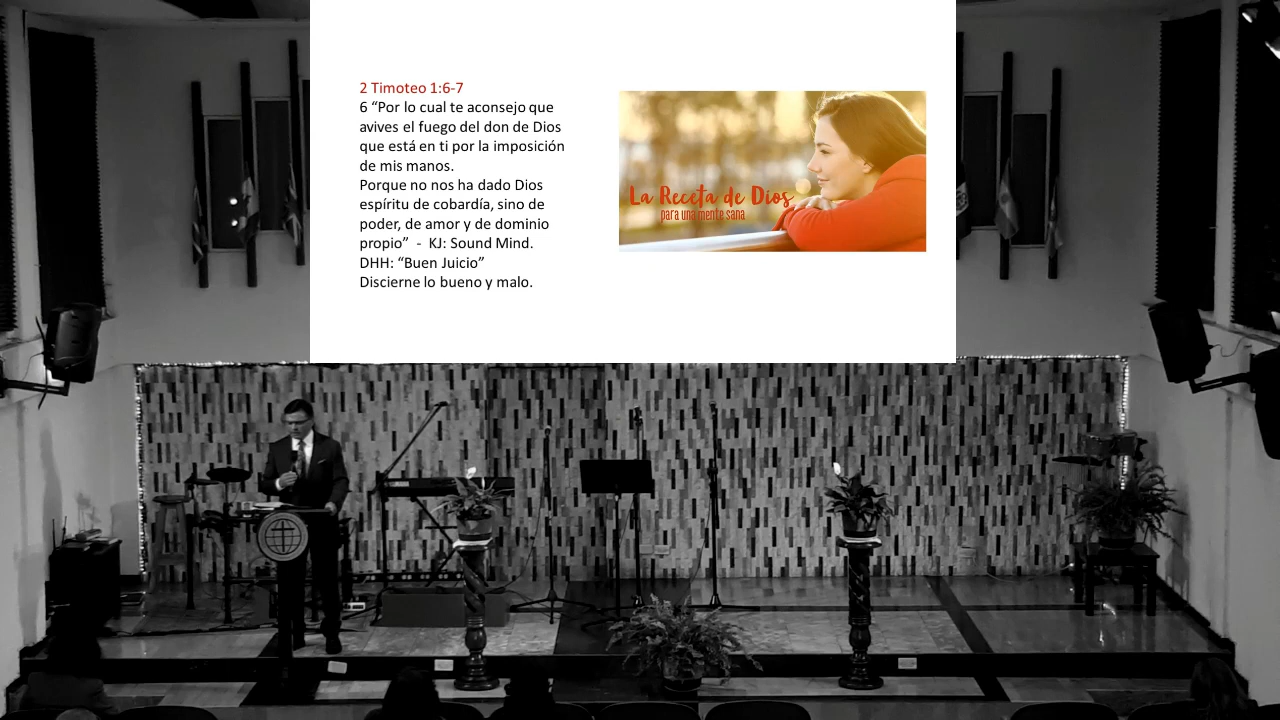 2 Timoteo 1:6-7
6 “Por lo cual te aconsejo que
avives el fuego del don de Dios
que está en ti por la imposición
de mis manos.
Porque no nos ha dado Dios
espíritu de cobardía, sino de
poder, de amor y de dominio
propio” - KJ: Sound Mind.
DHH: “Buen Juicio”
Discierne lo bueno y malo.
La Receta de Dios
para una mente sana